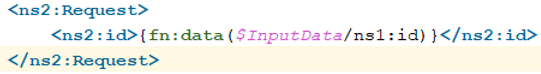 <ns2:Request>
<ns2:id>{fn:data($InputData/ns1:id)}</ns2:id>
</ns2:Request>